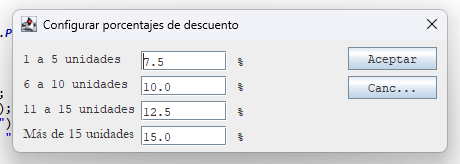 Configurar porcentajes de descuento
1 a 5 unidades 7.5 % Aceptar
6 a 10 unidades 10.0 % Canc...
11 a 15 unidades 12.5 %
Más de 15 unidades 15.0 %